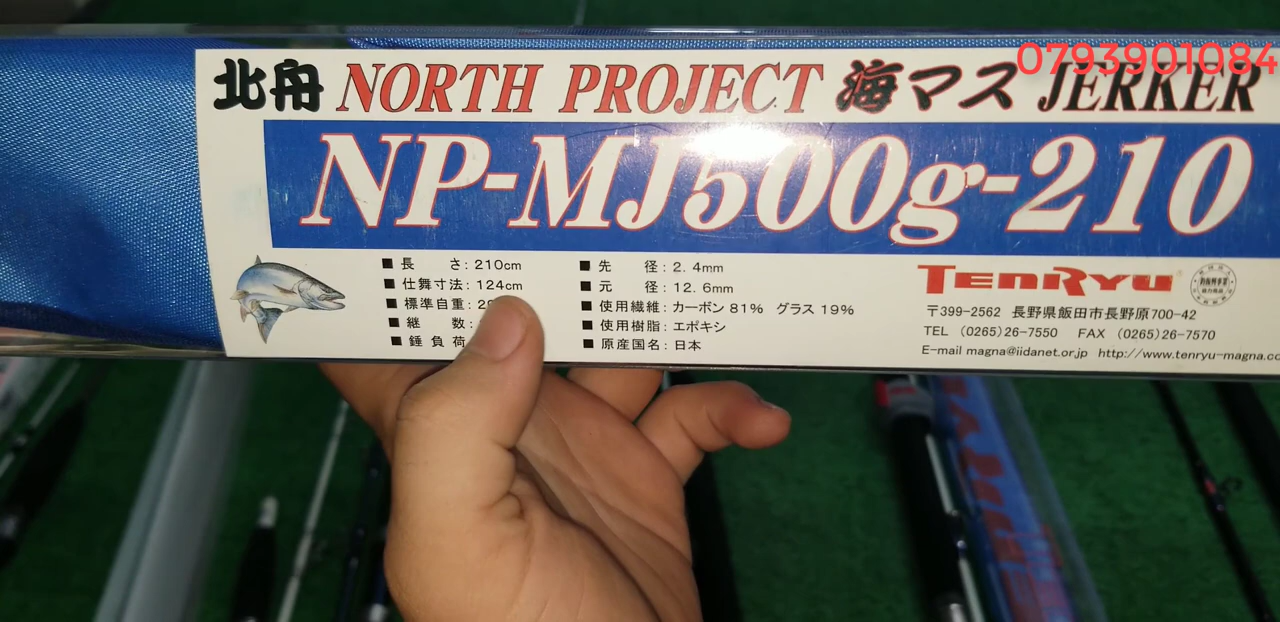 0793901084
北舟 NORTH PROJECT 海マス JERKER
NP-MJ500g-210
■ 長　さ: 210cm
■ 仕舞寸法: 124cm
■ 標準自重:
■ 継　数:
■ 錘負荷
■ 先　径: 2.4mm
■ 元　径: 12.6mm
■ 使用繊維: カーボン 81% グラス 19%
■ 使用樹脂: エポキシ
■ 原産国名: 日本
TENRYU
〒399-2562 長野県飯田市長野原700-42
TEL (0265)26-7550 FAX (0265)26-7570
E-mail magna@iidanet.or.jp http://www.tenryu-magna.co